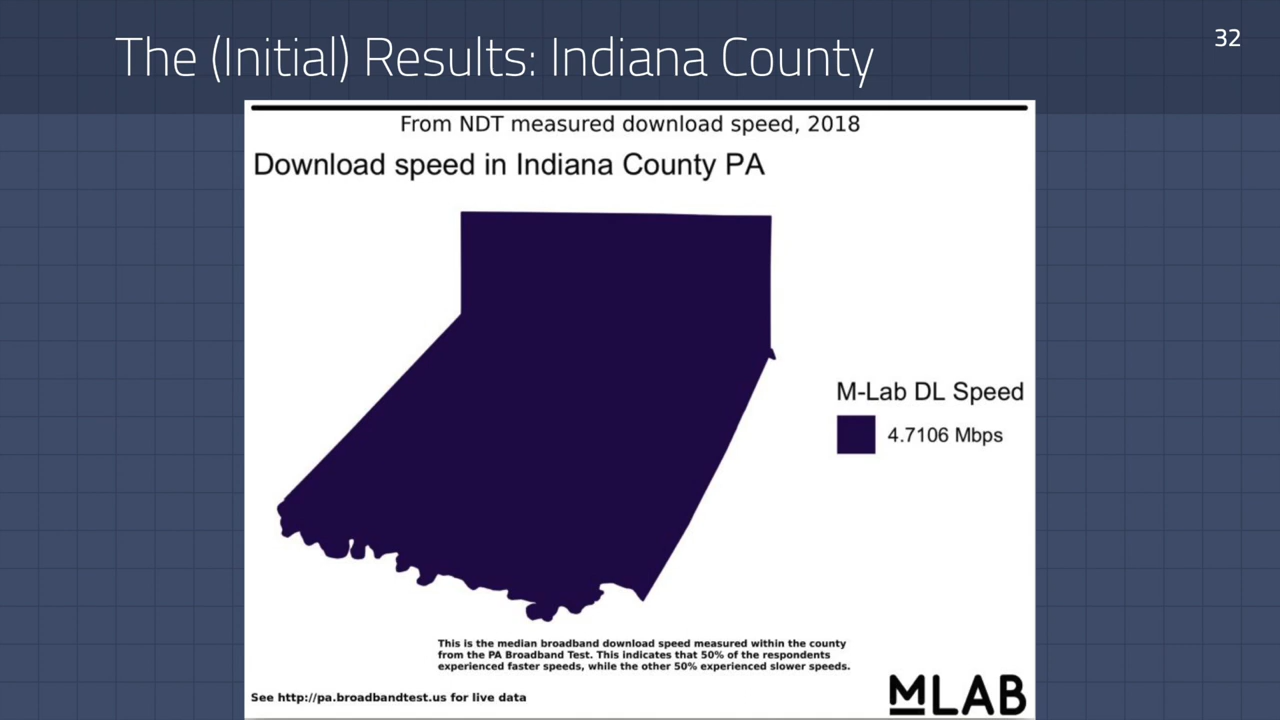 The (Initial) Results: Indiana County
32
From NDT measured download speed, 2018
Download speed in Indiana County PA
M-Lab DL Speed
4.7106 Mbps
This is the median broadband download speed measured within the county
from the PA Broadband Test. This indicates that 50% of the respondents
experienced faster speeds, while the other 50% experienced slower speeds.
See http://pa.broadbandtest.us for live data
MLAB